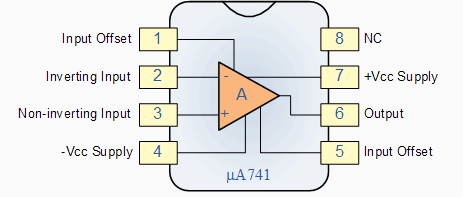 Input Offset 1 8 NC
Inverting Input 2 - 7 +Vcc Supply
A
Non-inverting Input 3 + 6 Output
-Vcc Supply 4 5 Input Offset
µA741